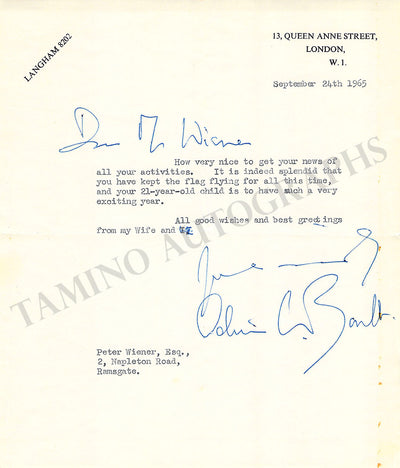 LANGHAM 8202
13, QUEEN ANNE STREET,
LONDON,
W. 1.
September 24th 1965
Dear Mr Wiener
How very nice to get your news of
all your activities. It is indeed splendid that
you have kept the flag flying for all this time,
and your 21-year-old child is to have such a very
exciting year.
All good wishes and best greetings
from my Wife and
Adrian C. Boult.
Peter Wiener, Esq.,
2, Napleton Road,
Ramsgate.
TAMINO AUTOGRAPHS